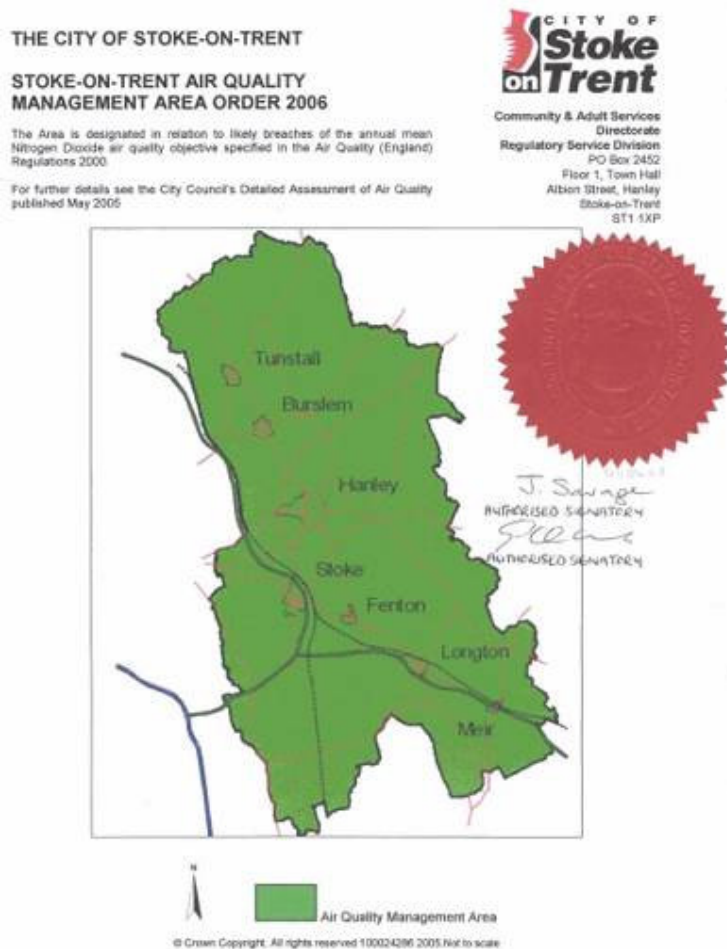 THE CITY OF STOKE-ON-TRENT
STOKE-ON-TRENT AIR QUALITY
MANAGEMENT AREA ORDER 2006
The Area is designated in relation to likely breaches of the annual mean
Nitrogen Dioxide air quality objective specified in the Air Quality (England)
Regulations 2000
For further details see the City Council's Detailed Assessment of Air Quality
published May 2005
CITY OF
Stoke
on Trent
Community & Adult Services
Directorate
Regulatory Service Division
PO Box 2452
Floor 1, Town Hall
Albion Street, Hanley
Stoke-on-Trent
ST1 1XP
Tunstall
Burslem
Hanley
Stoke
Fenton
Longton
Meir
J. Savage
AUTHORISED SIGNATORY
AUTHORISED SIGNATORY
N
Air Quality Management Area
© Crown Copyright. All rights reserved 100024286 2005.Not to scale